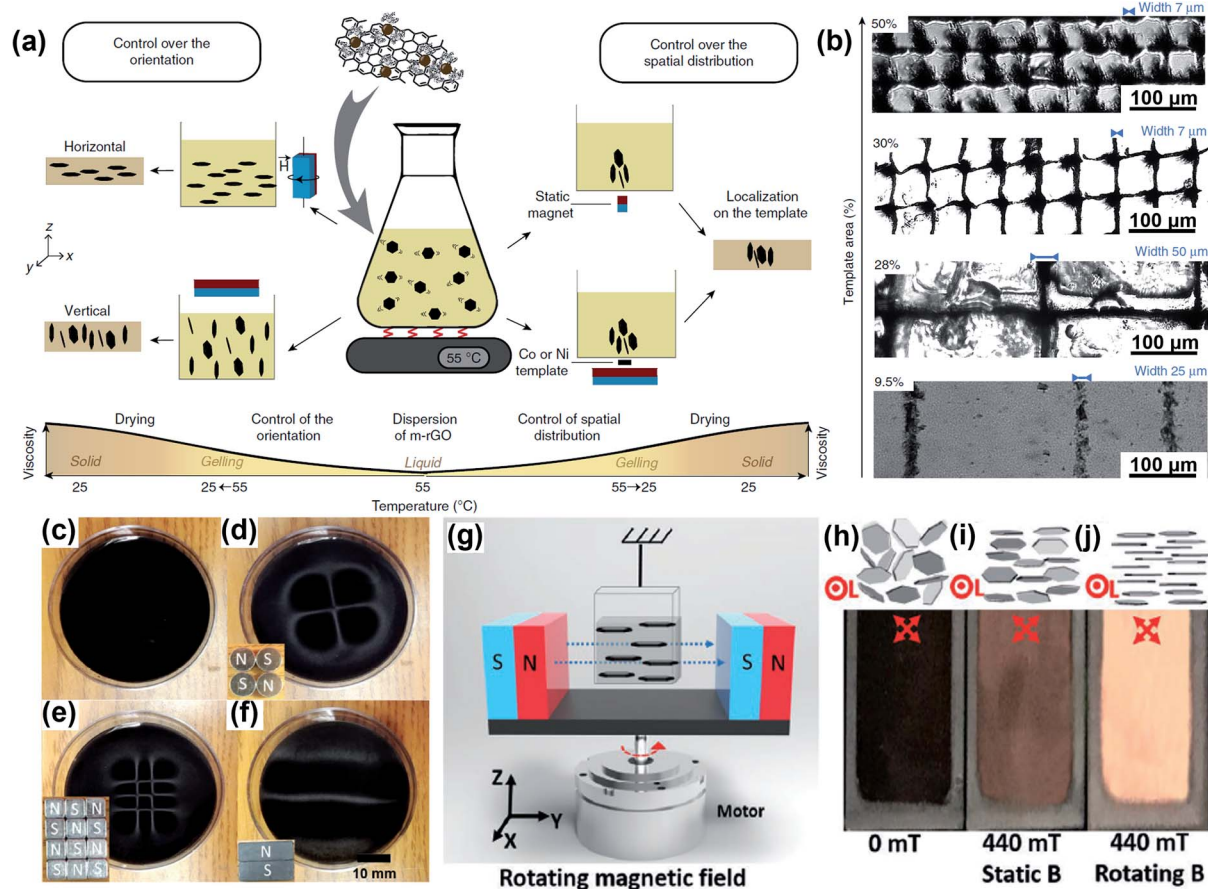 (a)
Control over the
orientation
Control over the
spatial distribution
Horizontal
H
Static
magnet
Localization
on the template
z
y
x
Vertical
Co or Ni
template
55 °C
Drying
Control of the
orientation
Dispersion
of m-rGO
Control of spatial
distribution
Drying
Viscosity
Solid
Gelling
Liquid
Gelling
Solid
Viscosity
25
25←55
55
55→25
25
Temperature (°C)
(b)
Template area (%)
50%
Width 7 μm
100 μm
30%
Width 7 μm
100 μm
28%
Width 50 μm
100 μm
9.5%
Width 25 μm
100 μm
(c)
(d)
N S
S N
(e)
N S N
S N S
N S N
S N S
(f)
N
S
10 mm
(g)
S N
S N
Z
Y
X
Motor
Rotating magnetic field
(h)
(i)
(j)
L
L
L
0 mT
440 mT
Static B
440 mT
Rotating B